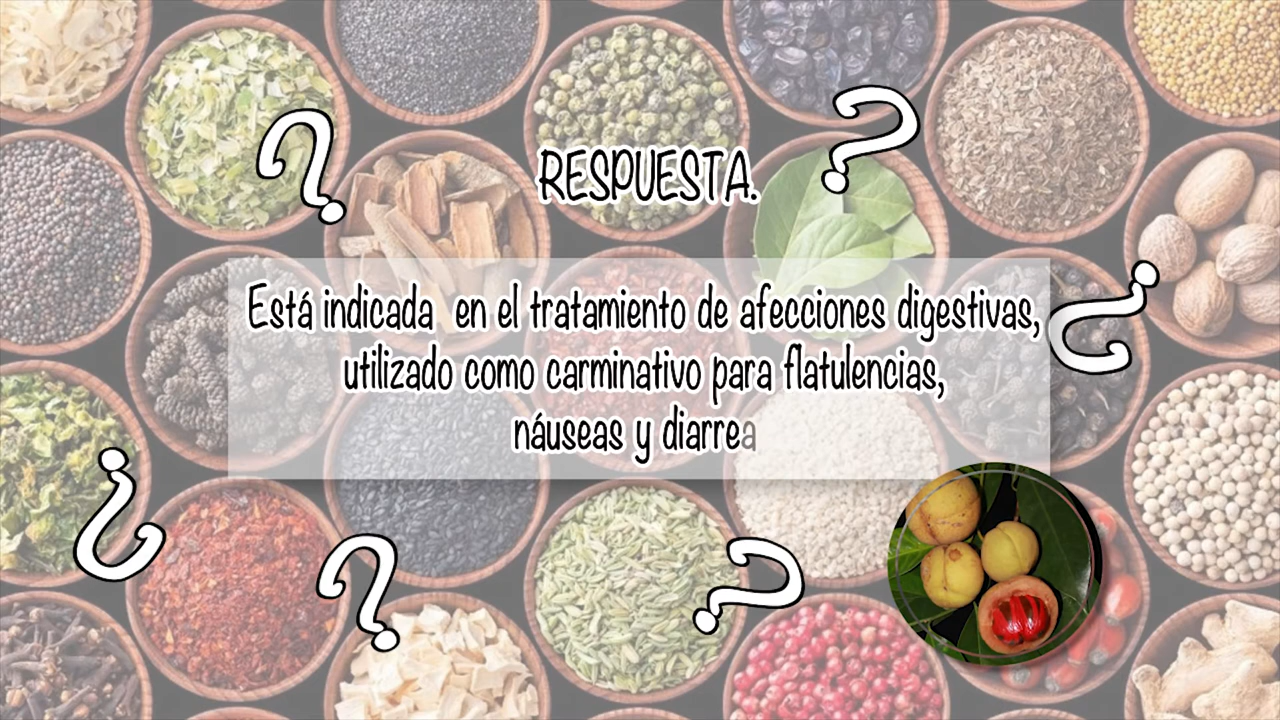 RESPUESTA.
Está indicada en el tratamiento de afecciones digestivas,
utilizado como carminativo para flatulencias,
náuseas y diarrea